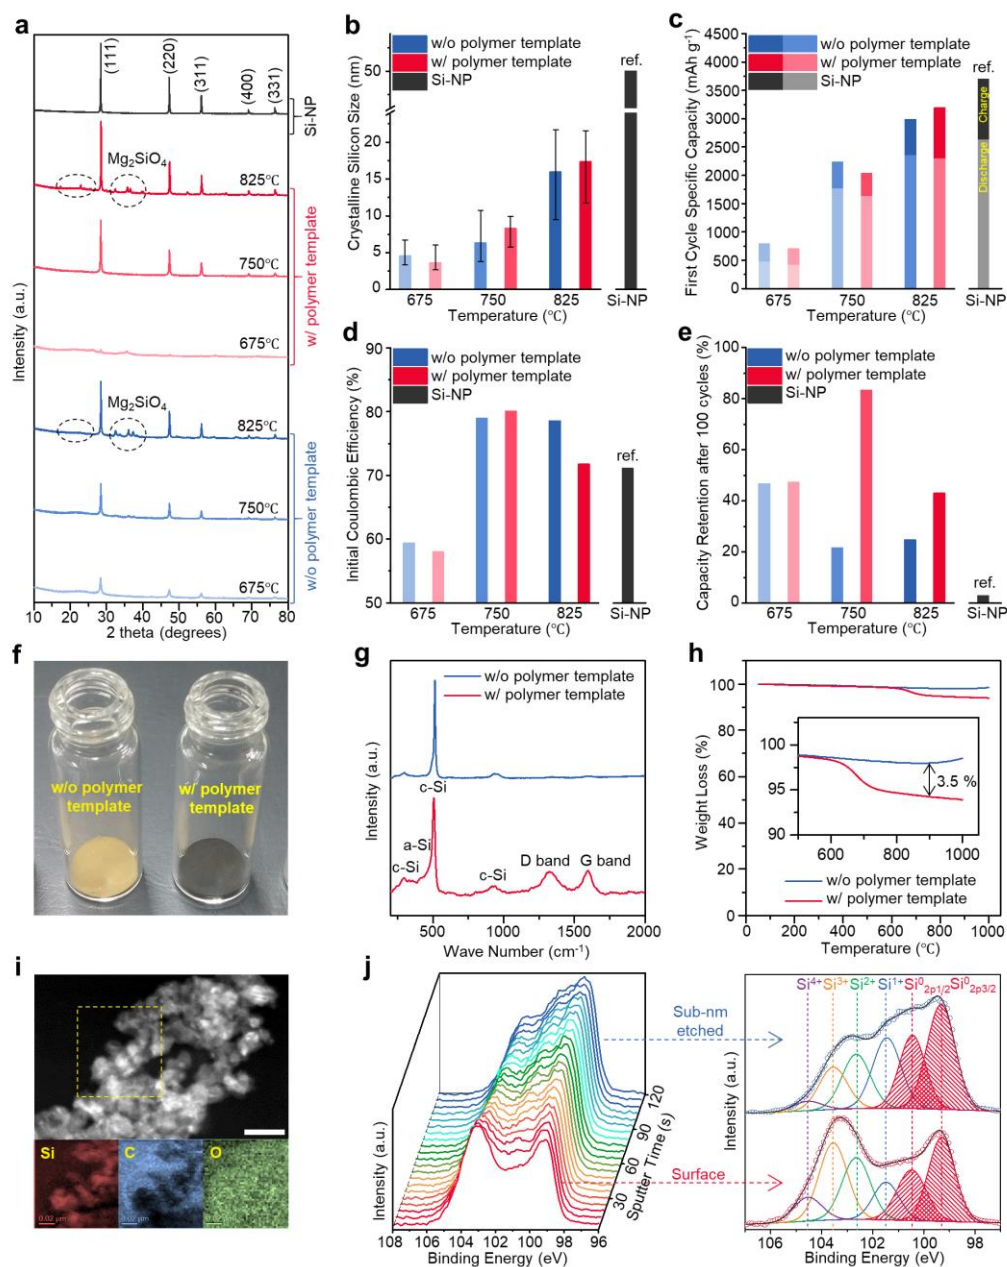 a
(111)
(220)
(311)
(400)
(331)
Si-NP
Mg₂SiO₄
825°C
750°C
675°C
w/ polymer template
Mg₂SiO₄
825°C
750°C
675°C
w/o polymer template
Intensity (a.u.)
10 20 30 40 50 60 70 80
2 theta (degrees)
b
w/o polymer template
w/ polymer template
Si-NP
ref.
Crystalline Silicon Size (nm)
50
20
15
10
5
0
675 750 825 Si-NP
Temperature (°C)
c
w/o polymer template
w/ polymer template
Si-NP
ref.
Charge
Discharge
First Cycle Specific Capacity (mAh g⁻¹)
4500
4000
3500
3000
2500
2000
1500
1000
500
0
675 750 825 Si-NP
Temperature (°C)
d
w/o polymer template
w/ polymer template
Si-NP
ref.
Initial Coulombic Efficiency (%)
90
80
70
60
50
675 750 825 Si-NP
Temperature (°C)
e
w/o polymer template
w/ polymer template
Si-NP
ref.
Capacity Retention after 100 cycles (%)
100
80
60
40
20
0
675 750 825 Si-NP
Temperature (°C)
f
w/o polymer
template
w/ polymer
template
g
w/o polymer template
w/ polymer template
c-Si
a-Si
c-Si
c-Si
D band
G band
Intensity (a.u.)
500 1000 1500 2000
Wave Number (cm⁻¹)
h
Weight Loss (%)
100
80
60
40
20
0
98
95
90
3.5 %
600 800 1000
w/o polymer template
w/ polymer template
0 200 400 600 800 1000
Temperature (°C)
i
Si
C
O
0.02 μm
0.02 μm
j
Intensity (a.u.)
108 106 104 102 100 98 96
Binding Energy (eV)
30
60
90
120
Sputter Time (s)
Sub-nm
etched
Surface
Si⁴⁺ Si³⁺ Si²⁺ Si¹⁺ Si⁰2p1/2 Si⁰2p3/2
Intensity (a.u.)
106 104 102 100 98
Binding Energy (eV)